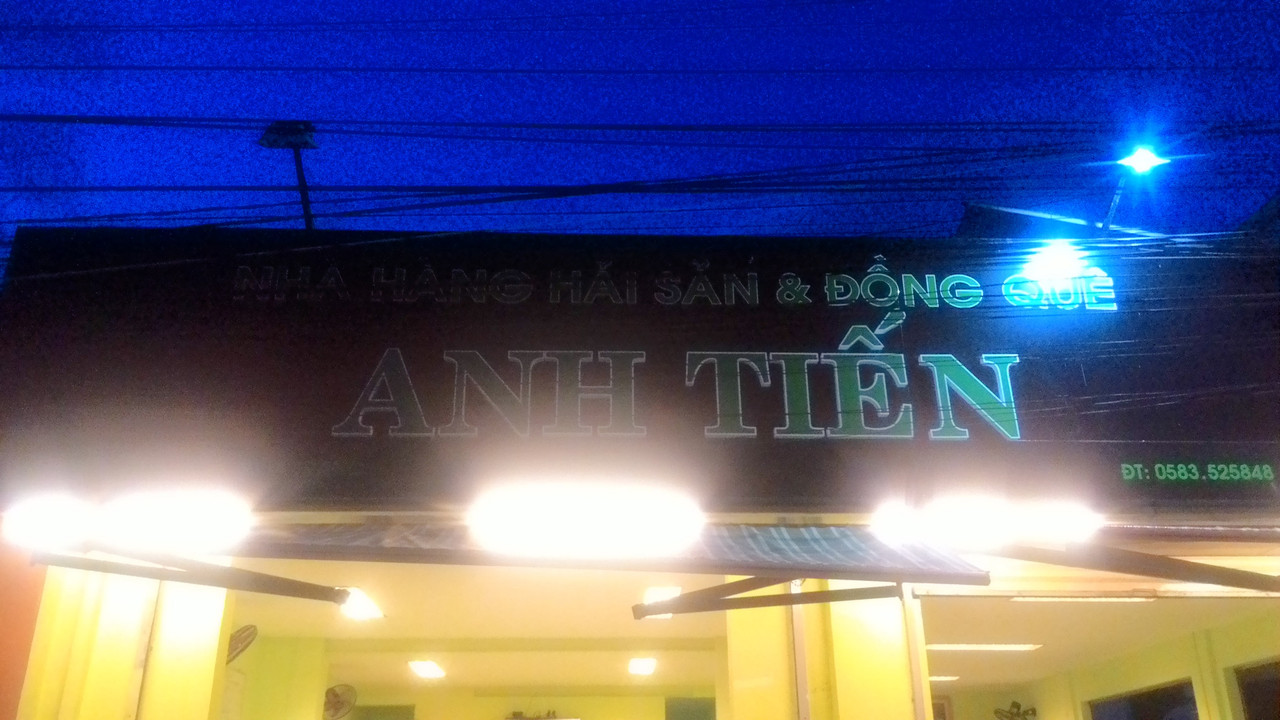 NHÀ HÀNG HẢI SẢN & ĐỒNG QUÊ
ANH TIẾN
ĐT: 0583.525848